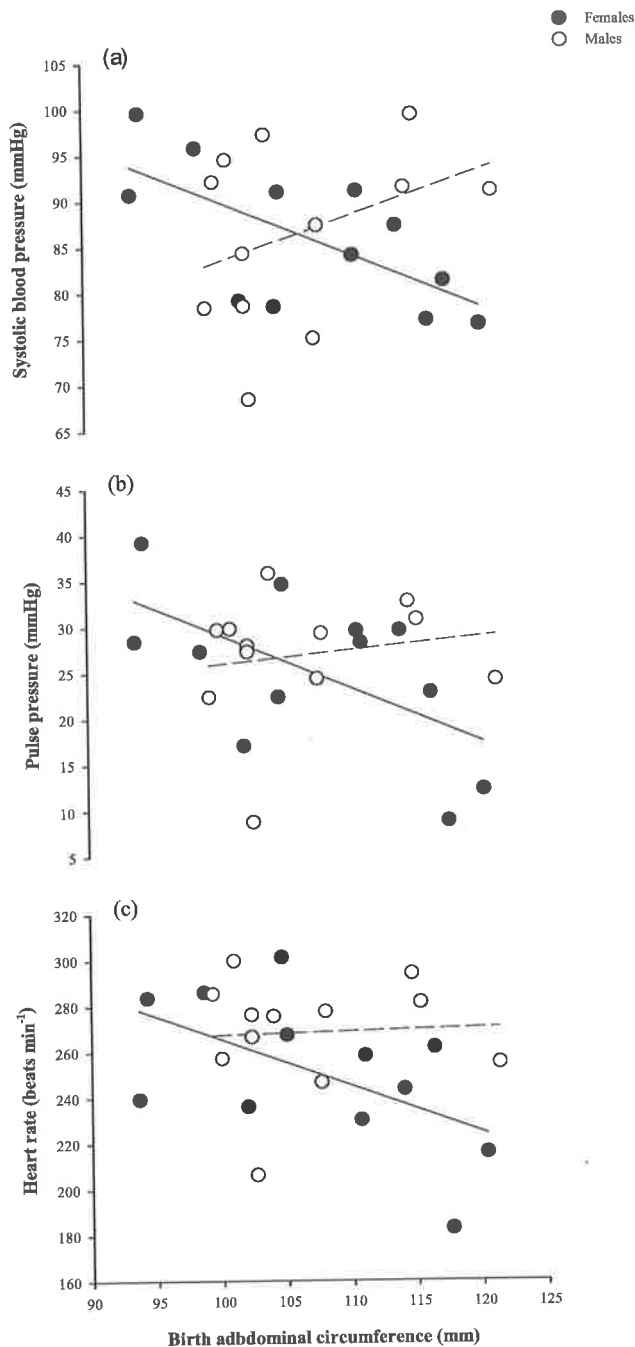 Females
Males
(a)
105
100
95
90
85
80
75
70
65
Systolic blood pressure (mmHg)
(b)
45
40
35
30
25
20
15
10
5
Pulse pressure (mmHg)
(c)
320
300
280
260
240
220
200
180
160
Heart rate (beats min⁻¹)
90 95 100 105 110 115 120 125
Birth adbdominal circumference (mm)